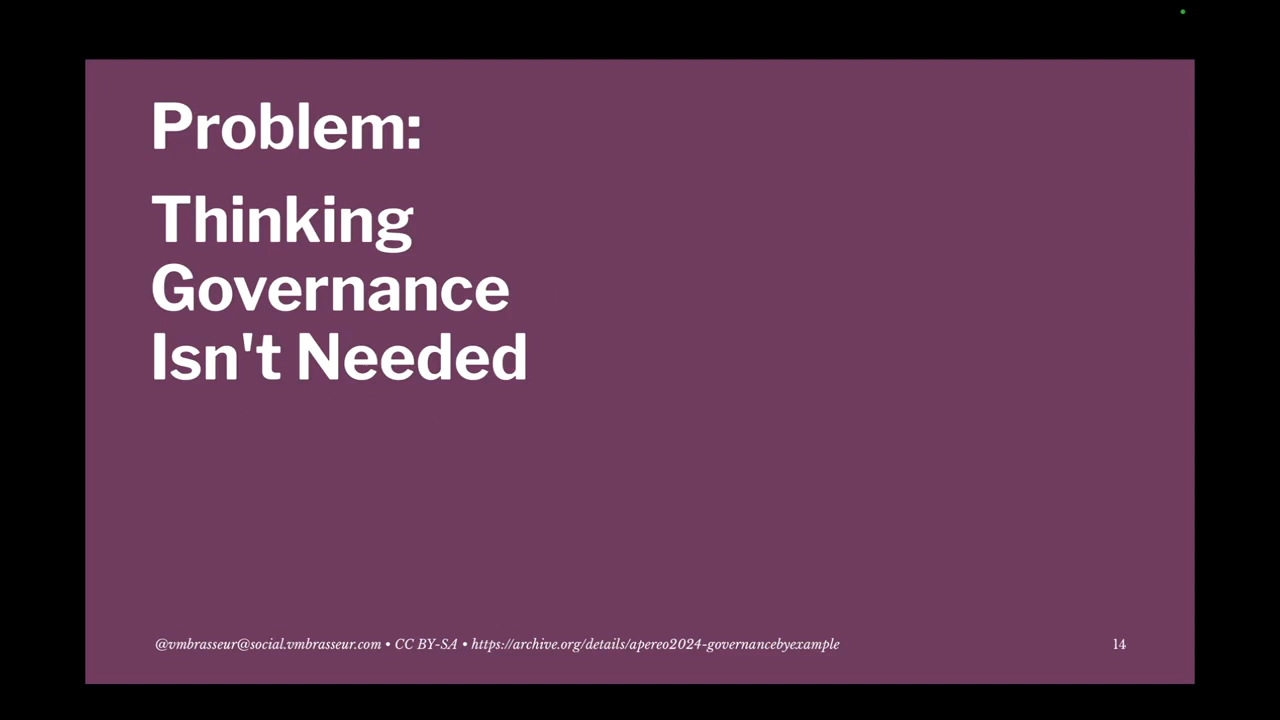 Problem:
Thinking
Governance
Isn't Needed
@vmbrasseur@social.vmbrasseur.com • CC BY-SA • https://archive.org/details/apereo2024-governancebyexample
14